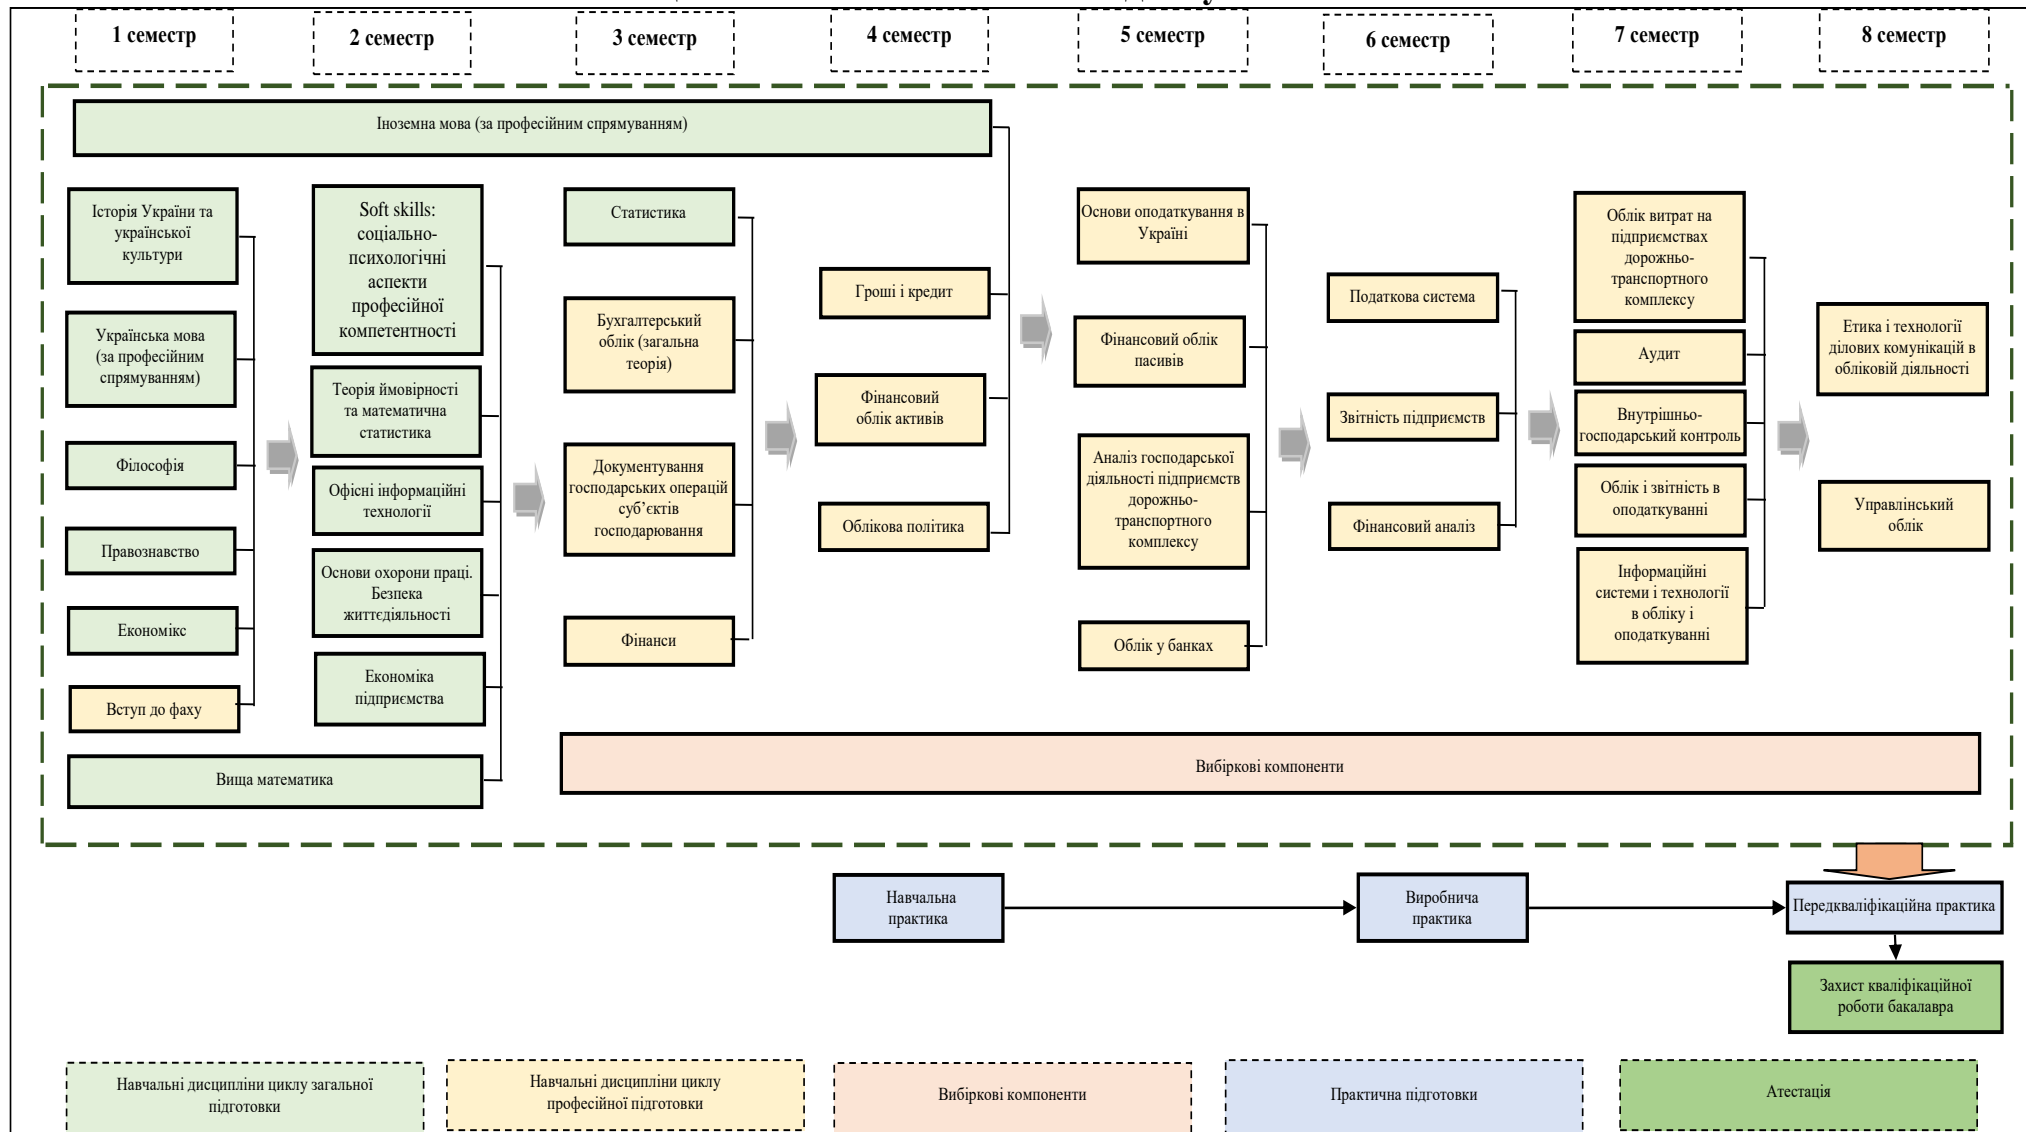 1 семестр
2 семестр
3 семестр
4 семестр
5 семестр
6 семестр
7 семестр
8 семестр
Іноземна мова (за професійним спрямуванням)
Історія України та
української
культури
Українська мова
(за професійним
спрямуванням)
Філософія
Правознавство
Економікс
Вступ до фаху
Вища математика
Soft skills:
соціально-
психологічні
аспекти
професійної
компетентності
Теорія ймовірності
та математична
статистика
Офісні інформаційні
технології
Основи охорони праці.
Безпека
життєдіяльності
Економіка
підприємства
Статистика
Бухгалтерський
облік (загальна
теорія)
Документування
господарських операцій
суб’єктів
господарювання
Фінанси
Гроші і кредит
Фінансовий
облік активів
Облікова політика
Основи оподаткування в
Україні
Фінансовий облік
пасивів
Аналіз господарської
діяльності підприємств
дорожньо-
транспортного
комплексу
Облік у банках
Податкова система
Звітність підприємств
Фінансовий аналіз
Облік витрат на
підприємствах
дорожньо-
транспортного
комплексу
Аудит
Внутрішньо-
господарський контроль
Облік і звітність в
оподаткуванні
Інформаційні
системи і технології
в обліку і
оподаткуванні
Етика і технології
ділових комунікацій в
обліковій діяльності
Управлінський
облік
Вибіркові компоненти
Навчальна
практика
Виробнича
практика
Передкваліфікаційна практика
Захист кваліфікаційної
роботи бакалавра
Навчальні дисципліни циклу загальної
підготовки
Навчальні дисципліни циклу
професійної підготовки
Вибіркові компоненти
Практична підготовки
Атестація